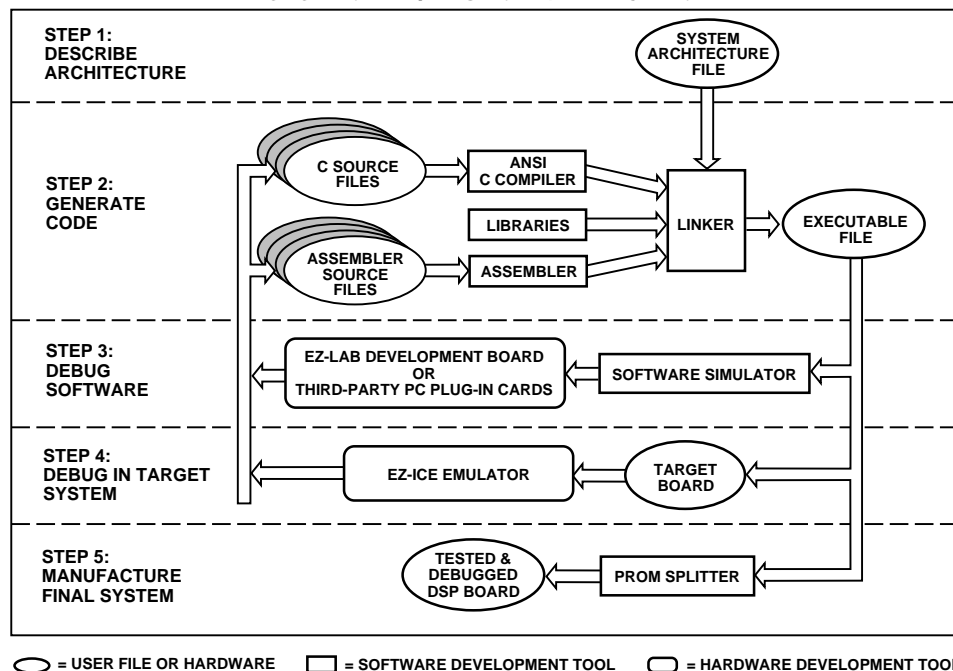 STEP 1:
DESCRIBE
ARCHITECTURE
SYSTEM
ARCHITECTURE
FILE
STEP 2:
GENERATE
CODE
C SOURCE
FILES
ANSI
C COMPILER
LIBRARIES
LINKER
EXECUTABLE
FILE
ASSEMBLER
SOURCE
FILES
ASSEMBLER
STEP 3:
DEBUG
SOFTWARE
EZ-LAB DEVELOPMENT BOARD
OR
THIRD-PARTY PC PLUG-IN CARDS
SOFTWARE SIMULATOR
STEP 4:
DEBUG IN TARGET
SYSTEM
EZ-ICE EMULATOR
TARGET
BOARD
STEP 5:
MANUFACTURE
FINAL SYSTEM
TESTED &
DEBUGGED
DSP BOARD
PROM SPLITTER
= USER FILE OR HARDWARE
= SOFTWARE DEVELOPMENT TOOL
= HARDWARE DEVELOPMENT TOOL